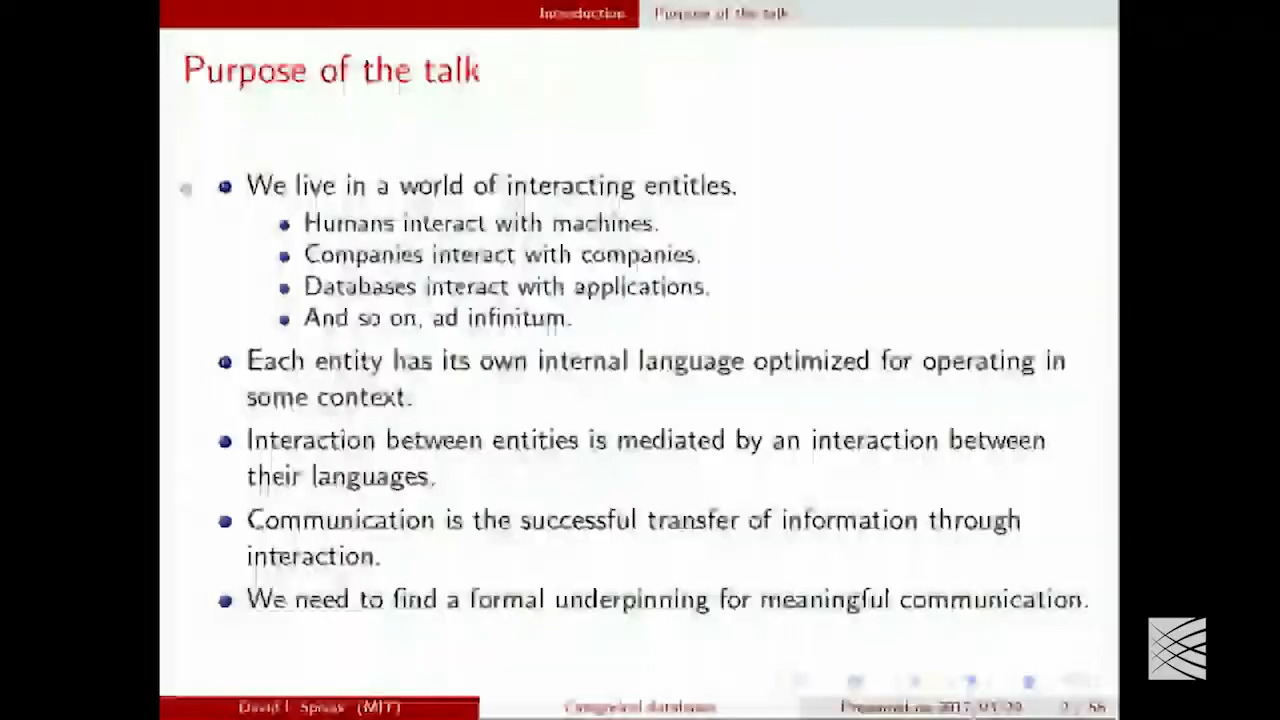 Introduction Purpose of the talk
Purpose of the talk
We live in a world of interacting entitles.
Humans interact with machines.
Companies interact with companies.
Databases interact with applications.
And so on, ad infinitum.
Each entity has its own internal language optimized for operating in
some context.
Interaction between entities is mediated by an interaction between
their languages.
Communication is the successful transfer of information through
interaction.
We need to find a formal underpinning for meaningful communication.
David I. Spivak (MIT) Categorical databases